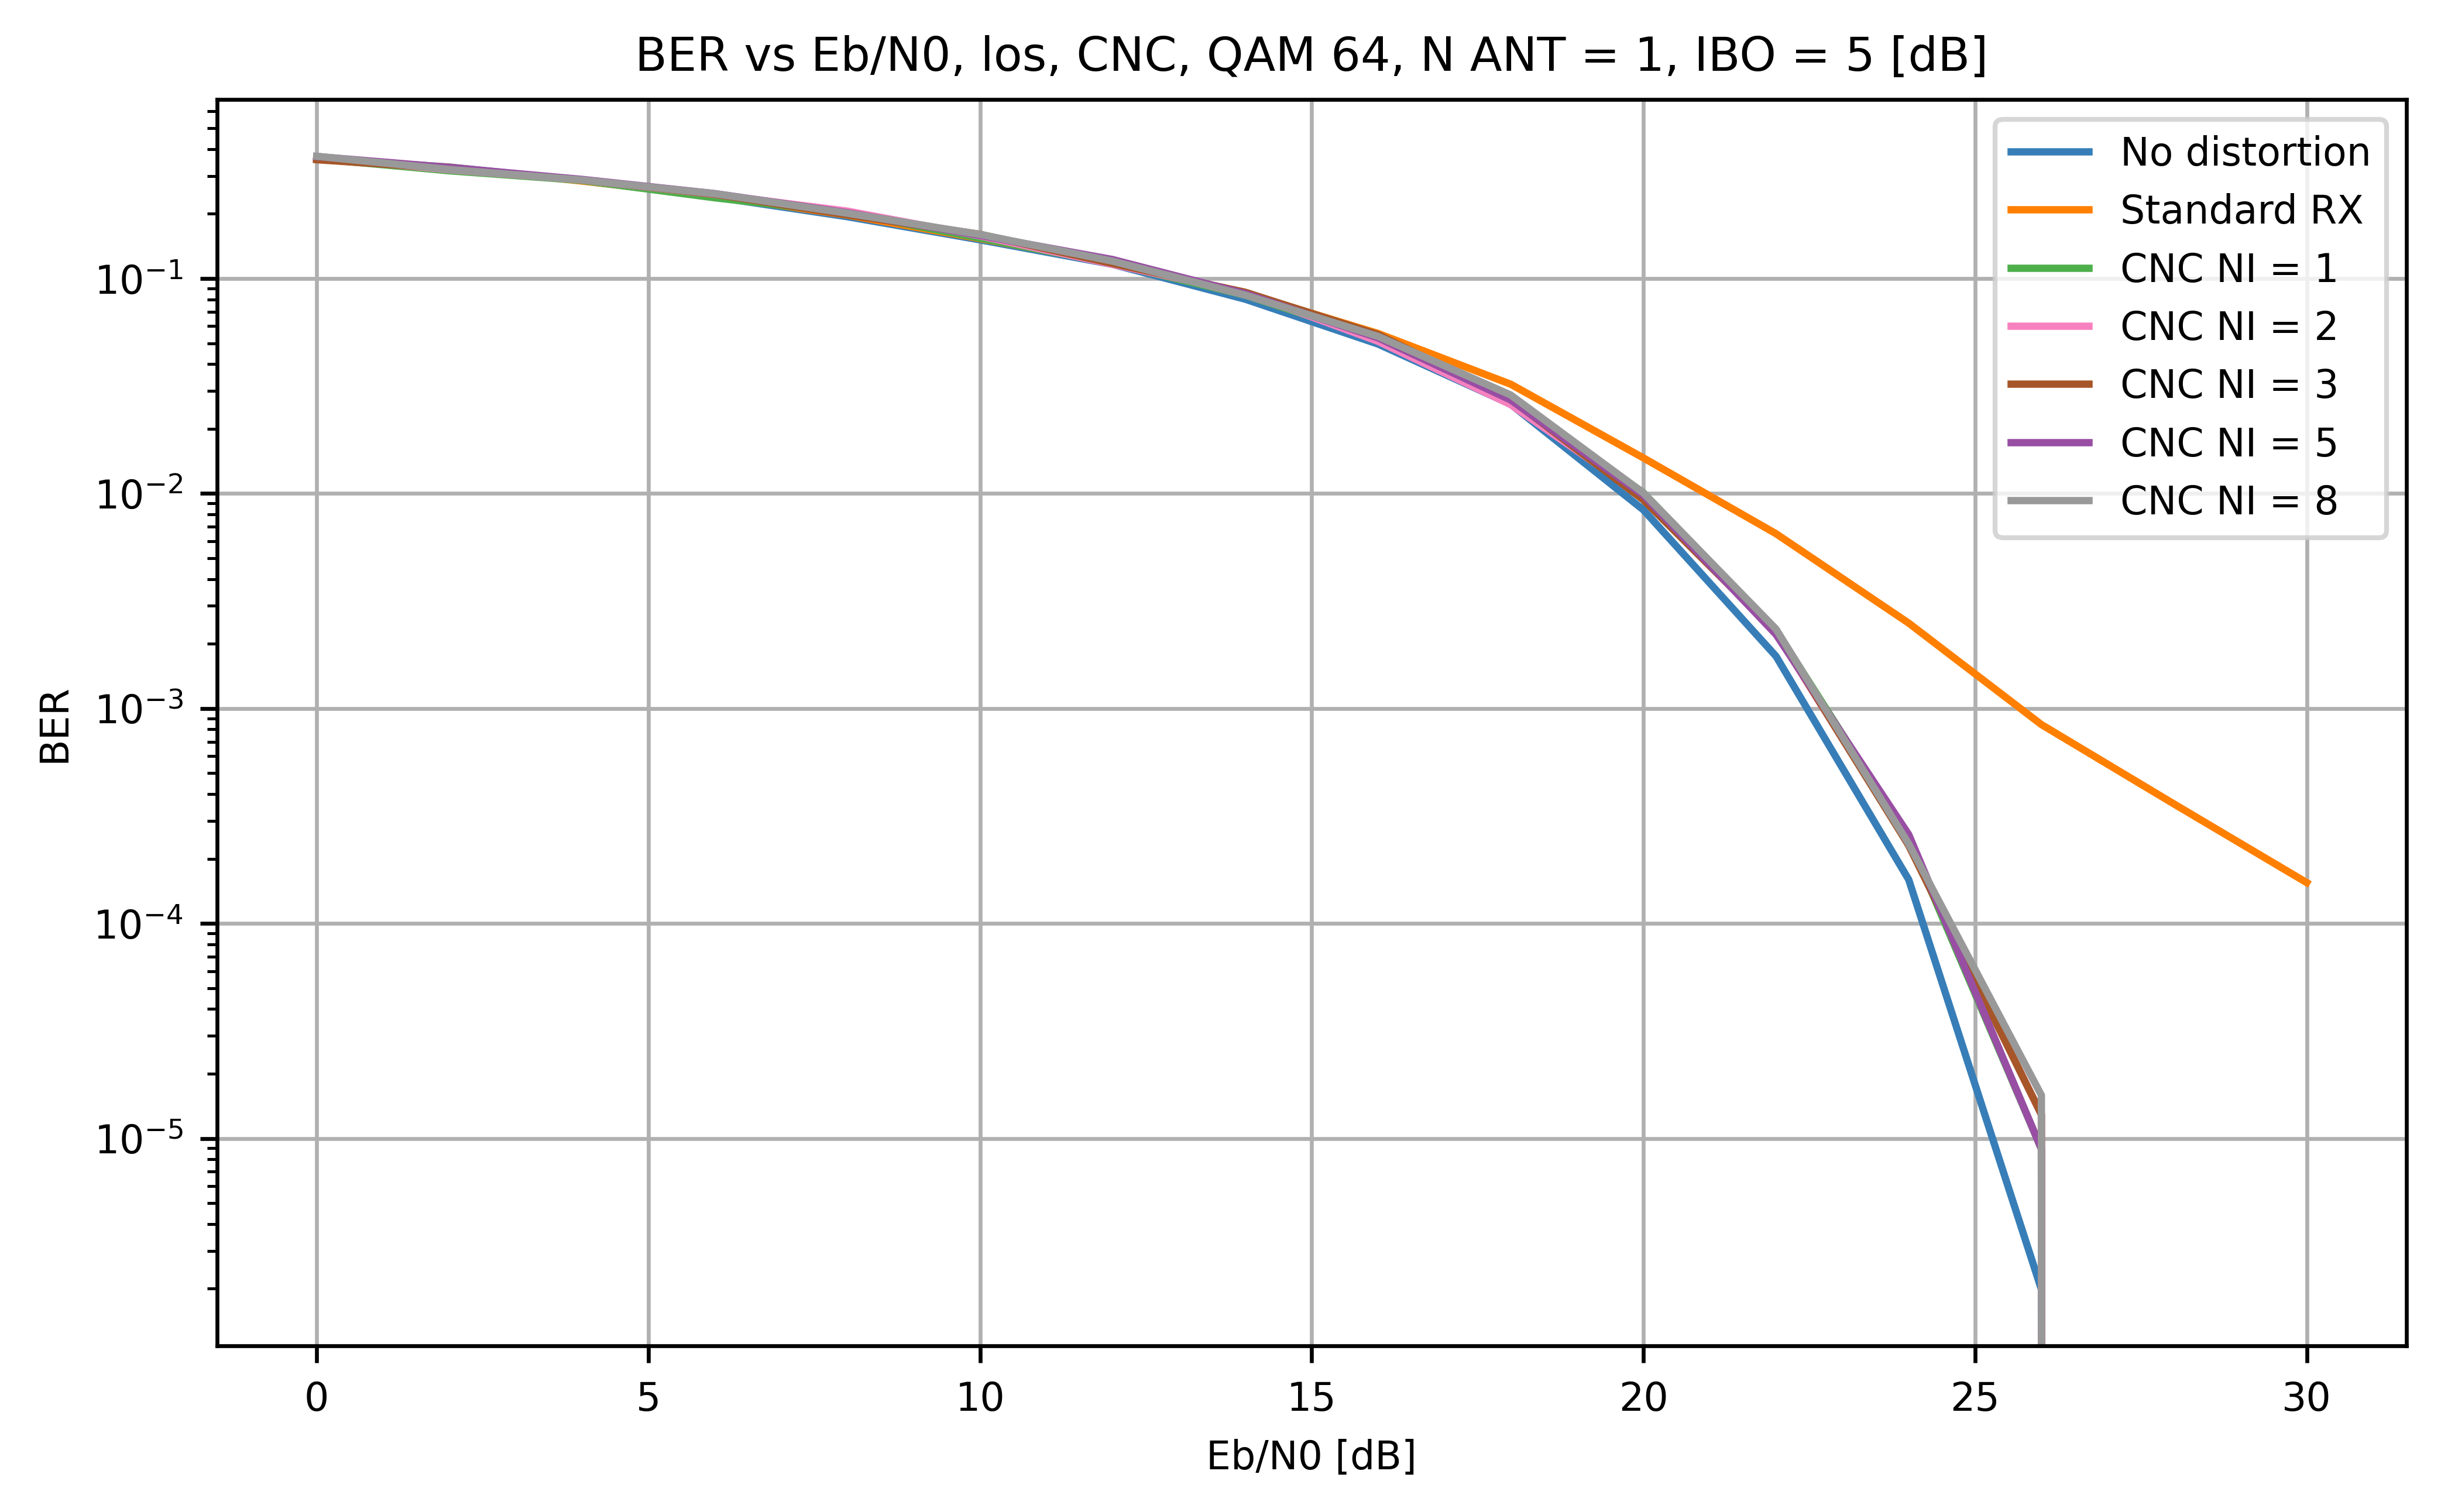 BER vs Eb/N0, los, CNC, QAM 64, N ANT = 1, IBO = 5 [dB]
No distortion
Standard RX
CNC NI = 1
CNC NI = 2
CNC NI = 3
CNC NI = 5
CNC NI = 8
10⁻¹
10⁻²
10⁻³
10⁻⁴
10⁻⁵
BER
0 5 10 15 20 25 30
Eb/N0 [dB]